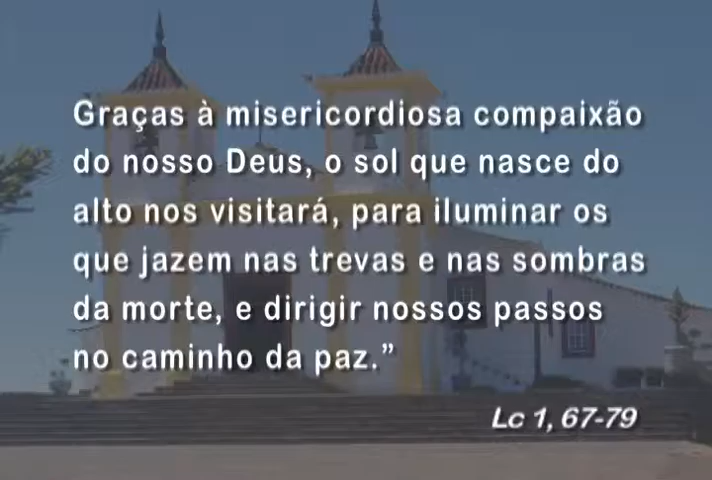 Graças à misericordiosa compaixão
do nosso Deus, o sol que nasce do
alto nos visitará, para iluminar os
que jazem nas trevas e nas sombras
da morte, e dirigir nossos passos
no caminho da paz.”
Lc 1, 67-79